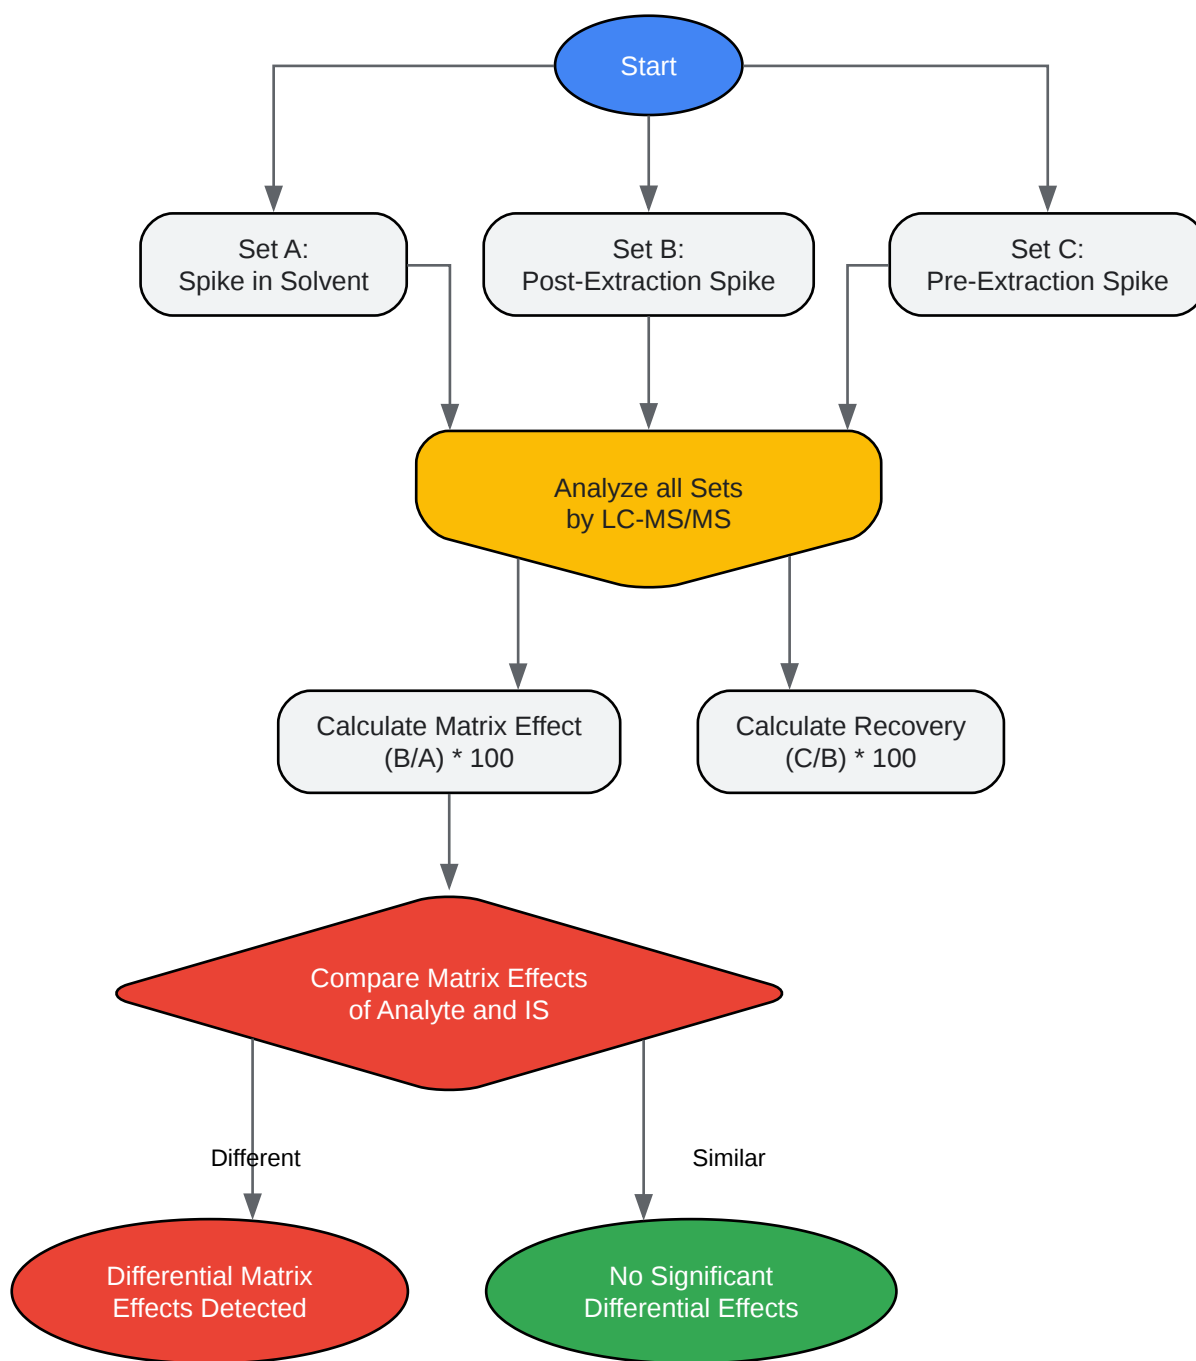 Start
Set A:
Spike in Solvent
Set B:
Post-Extraction Spike
Set C:
Pre-Extraction Spike
Analyze all Sets
by LC-MS/MS
Calculate Matrix Effect
(B/A) * 100
Calculate Recovery
(C/B) * 100
Compare Matrix Effects
of Analyte and IS
Different
Similar
Differential Matrix
Effects Detected
No Significant
Differential Effects